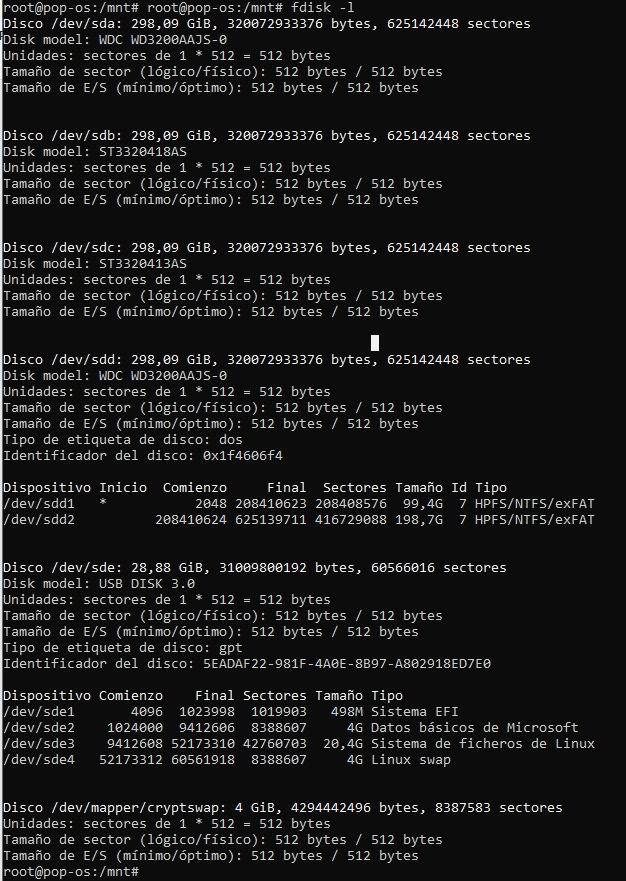 root@pop-os:/mnt# root@pop-os:/mnt# fdisk -l
Disco /dev/sda: 298,09 GiB, 320072933376 bytes, 625142448 sectores
Disk model: WDC WD3200AAJS-0
Unidades: sectores de 1 * 512 = 512 bytes
Tamaño de sector (lógico/físico): 512 bytes / 512 bytes
Tamaño de E/S (mínimo/óptimo): 512 bytes / 512 bytes
Disco /dev/sdb: 298,09 GiB, 320072933376 bytes, 625142448 sectores
Disk model: ST3320418AS
Unidades: sectores de 1 * 512 = 512 bytes
Tamaño de sector (lógico/físico): 512 bytes / 512 bytes
Tamaño de E/S (mínimo/óptimo): 512 bytes / 512 bytes
Disco /dev/sdc: 298,09 GiB, 320072933376 bytes, 625142448 sectores
Disk model: ST3320413AS
Unidades: sectores de 1 * 512 = 512 bytes
Tamaño de sector (lógico/físico): 512 bytes / 512 bytes
Tamaño de E/S (mínimo/óptimo): 512 bytes / 512 bytes
Disco /dev/sdd: 298,09 GiB, 320072933376 bytes, 625142448 sectores
Disk model: WDC WD3200AAJS-0
Unidades: sectores de 1 * 512 = 512 bytes
Tamaño de sector (lógico/físico): 512 bytes / 512 bytes
Tamaño de E/S (mínimo/óptimo): 512 bytes / 512 bytes
Tipo de etiqueta de disco: dos
Identificador del disco: 0x1f4606f4
Dispositivo Inicio  Comienzo     Final  Sectores Tamaño Id Tipo
/dev/sdd1   *           2048 208410623 208408576  99,4G  7 HPFS/NTFS/exFAT
/dev/sdd2          208410624 625139711 416729088 198,7G  7 HPFS/NTFS/exFAT
Disco /dev/sde: 28,88 GiB, 31009800192 bytes, 60566016 sectores
Disk model: USB DISK 3.0
Unidades: sectores de 1 * 512 = 512 bytes
Tamaño de sector (lógico/físico): 512 bytes / 512 bytes
Tamaño de E/S (mínimo/óptimo): 512 bytes / 512 bytes
Tipo de etiqueta de disco: gpt
Identificador del disco: 5EADAF22-981F-4A0E-8B97-A802918ED7E0
Dispositivo Comienzo    Final Sectores Tamaño Tipo
/dev/sde1       4096  1023998  1019903   498M Sistema EFI
/dev/sde2    1024000  9412606  8388607     4G Datos básicos de Microsoft
/dev/sde3    9412608 52173310 42760703  20,4G Sistema de ficheros de Linux
/dev/sde4   52173312 60561918  8388607     4G Linux swap
Disco /dev/mapper/cryptswap: 4 GiB, 4294442496 bytes, 8387583 sectores
Unidades: sectores de 1 * 512 = 512 bytes
Tamaño de sector (lógico/físico): 512 bytes / 512 bytes
Tamaño de E/S (mínimo/óptimo): 512 bytes / 512 bytes
root@pop-os:/mnt#